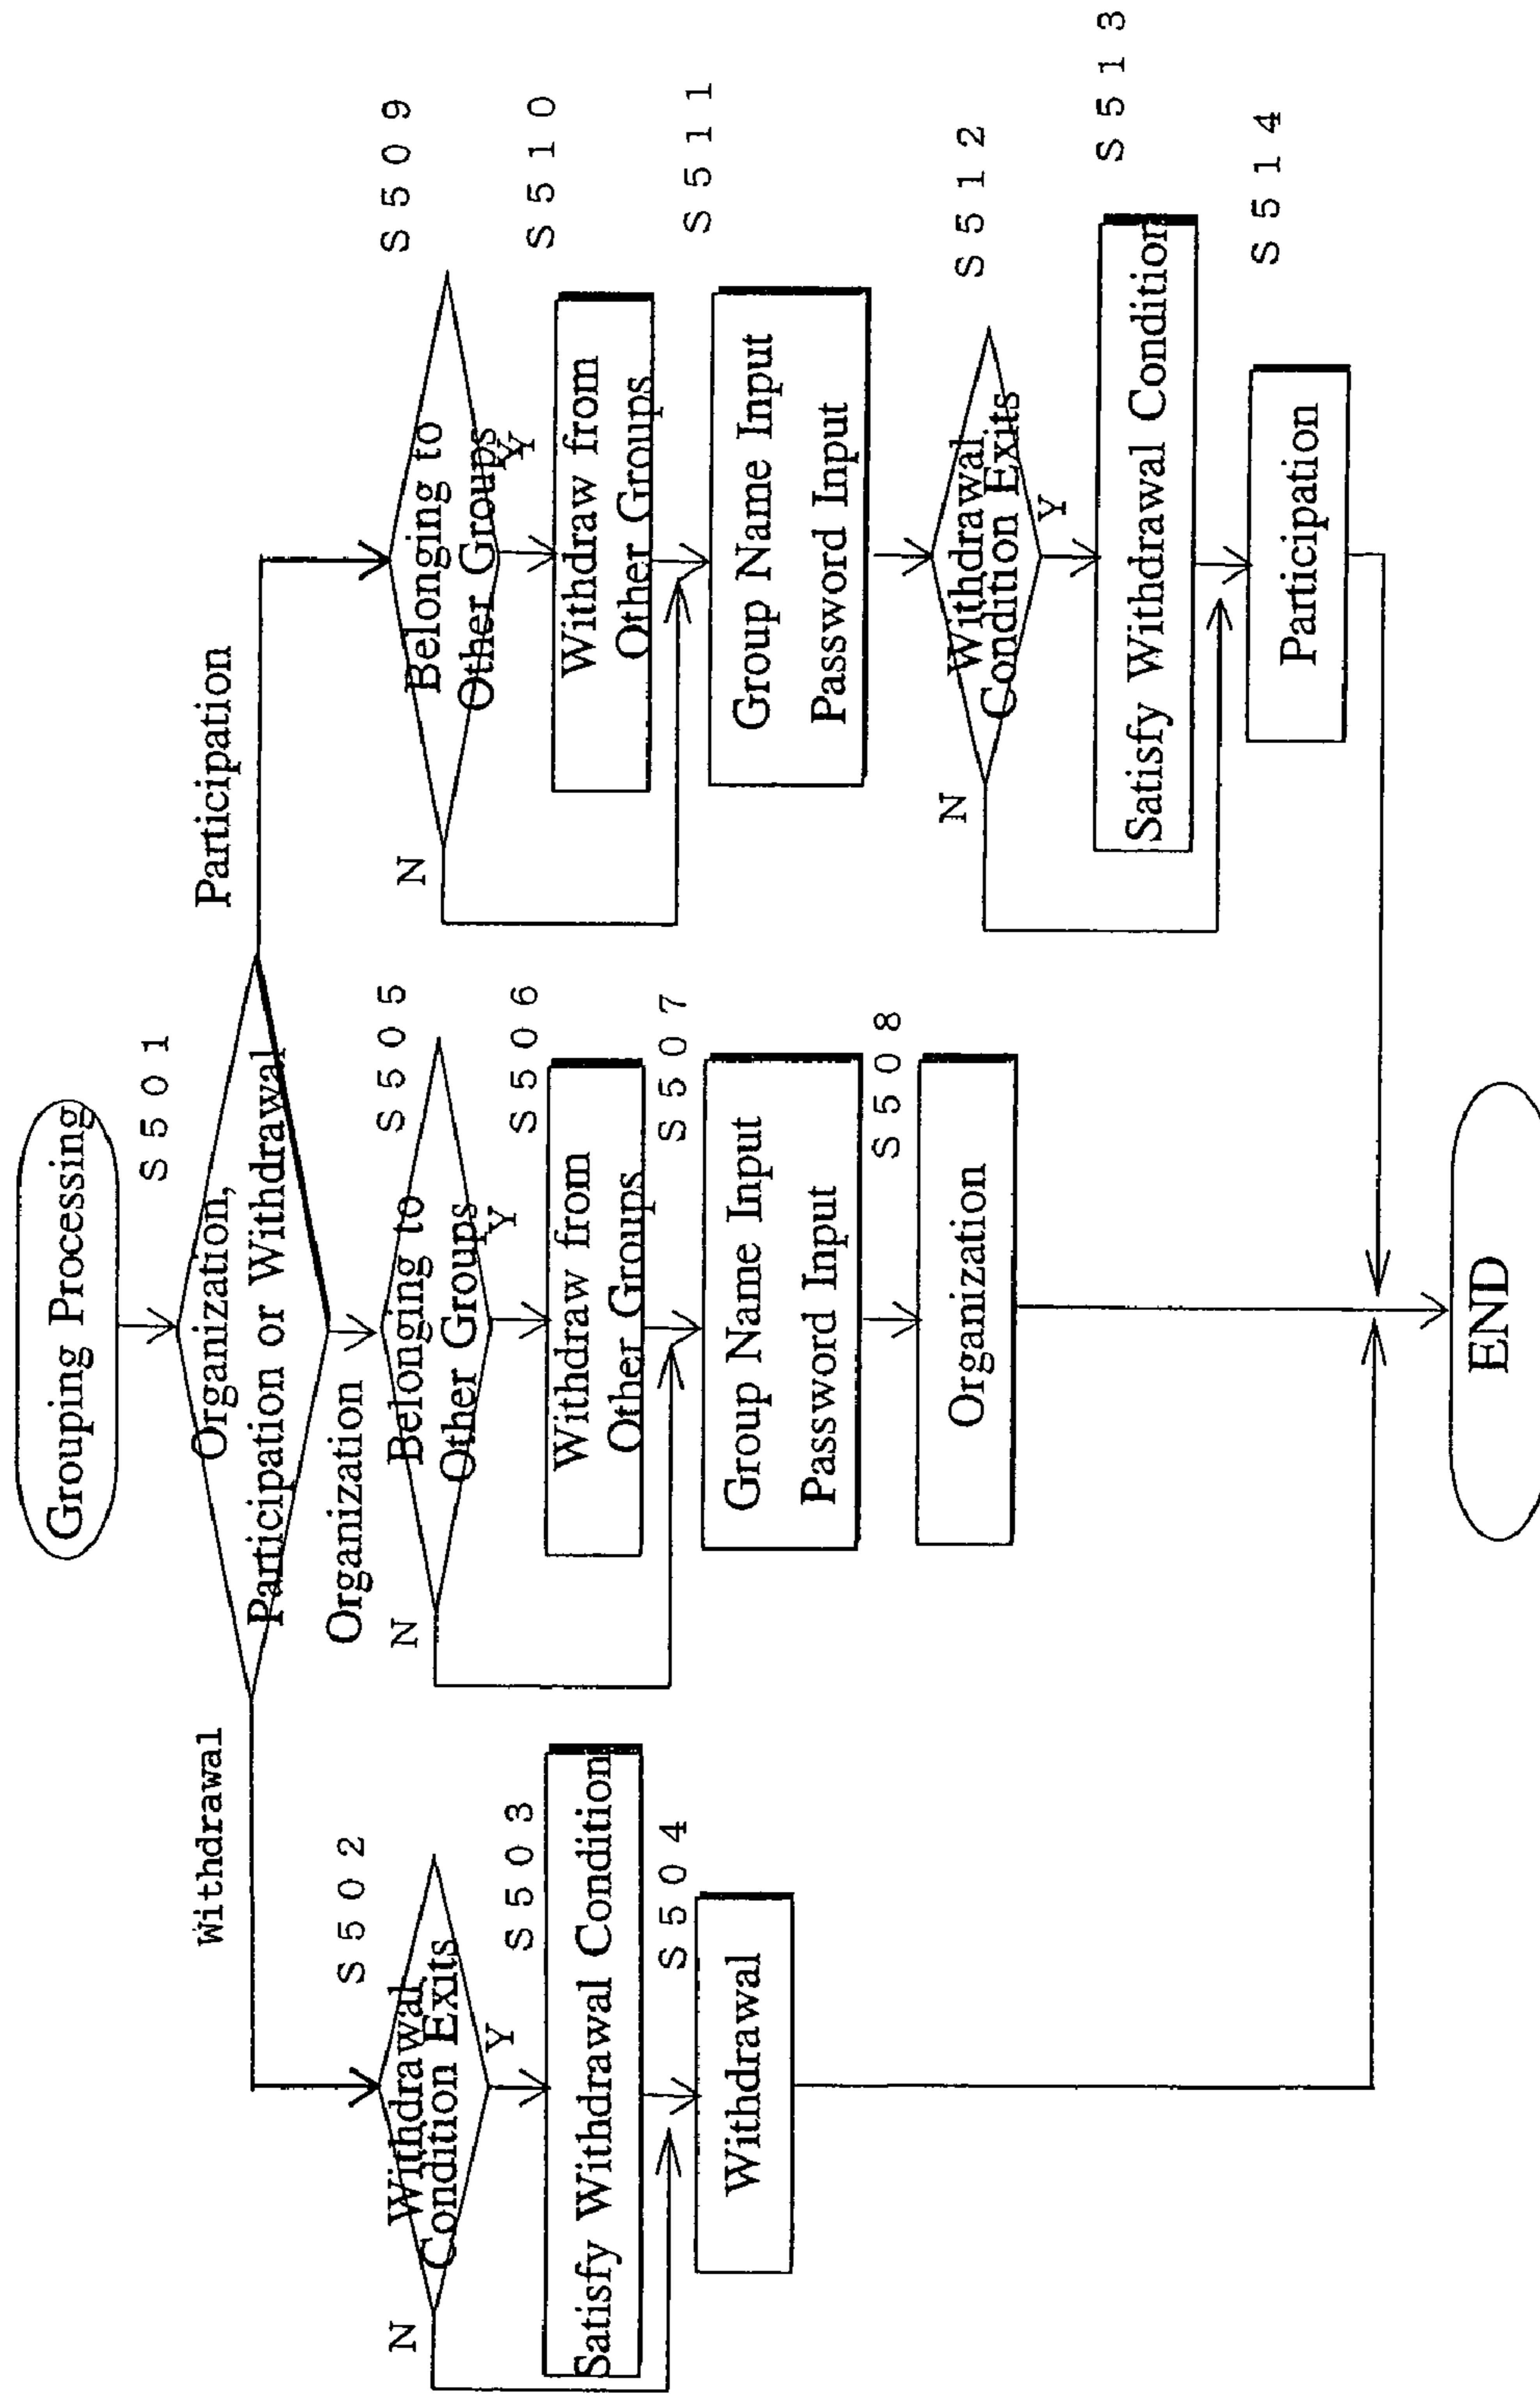 Grouping Processing
S501
Organization,
Participation or Withdrawal
Withdrawal
Organization
Participation
S502
Withdrawal
Condition Exits
N
Y
S503
Satisfy Withdrawal Condition
S504
Withdrawal
S505
Belonging to
Other Groups
N
Y
S506
Withdraw from
Other Groups
S507
Group Name Input
Password Input
S508
Organization
S509
Belonging to
Other Groups
N
Y
S510
Withdraw from
Other Groups
S511
Group Name Input
Password Input
S512
Withdrawal
Condition Exits
N
Y
S513
Satisfy Withdrawal Condition
S514
Participation
END